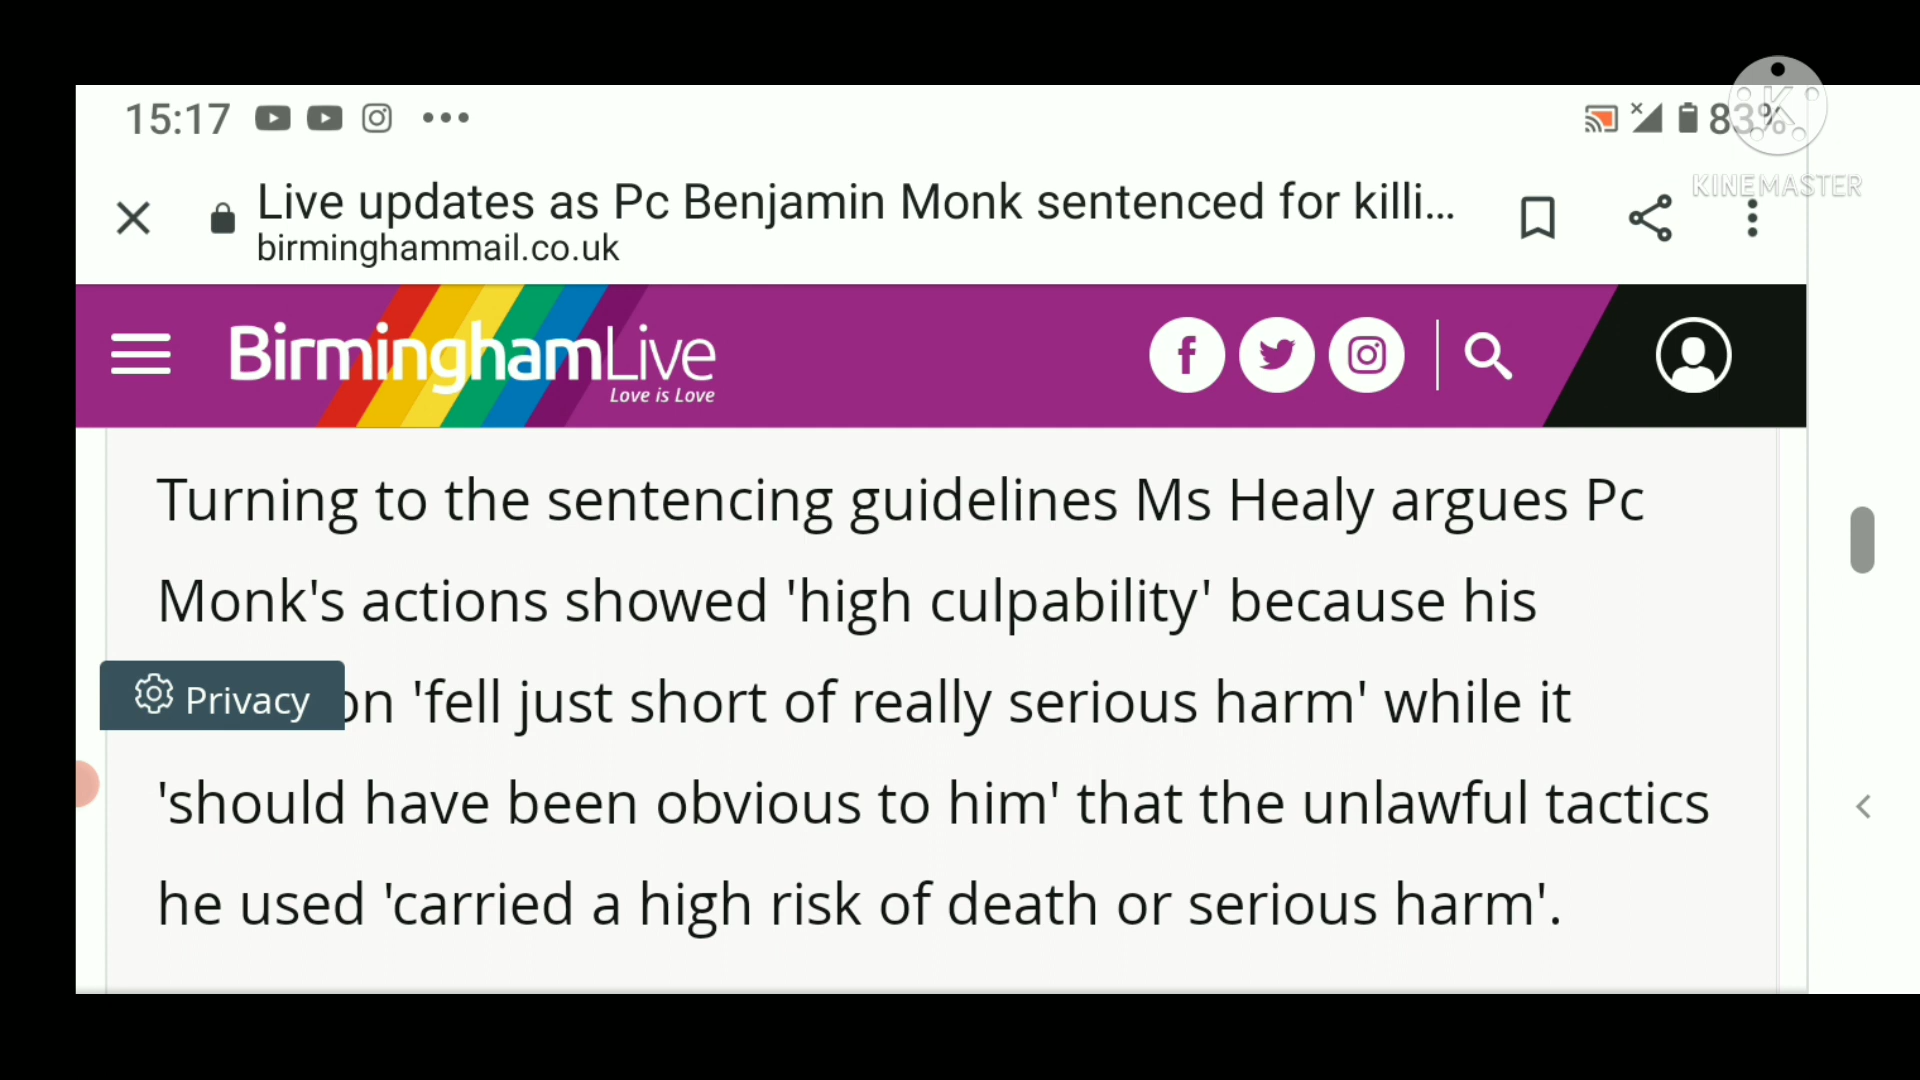 15:17
83%
KINEMASTER
Live updates as Pc Benjamin Monk sentenced for killi...
birminghammail.co.uk
BirminghamLive
Love is Love
Turning to the sentencing guidelines Ms Healy argues Pc
Monk's actions showed 'high culpability' because his
Privacy on 'fell just short of really serious harm' while it
'should have been obvious to him' that the unlawful tactics
he used 'carried a high risk of death or serious harm'.